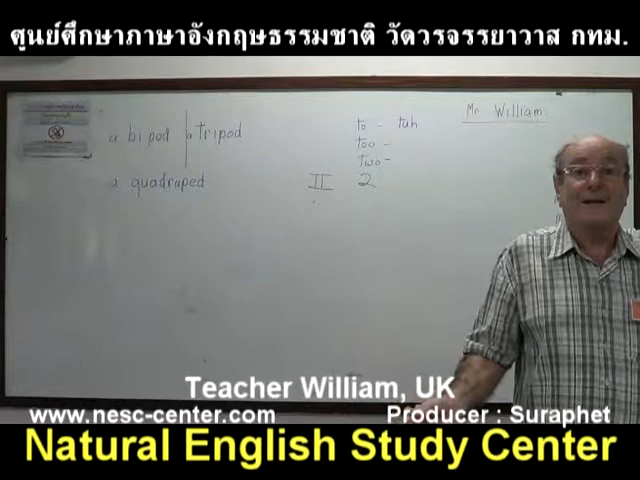 ศูนย์ศึกษาภาษาอังกฤษธรรมชาติ วัดวรจรรยาวาส กทม.
Mr William
a bi pod a tripod
to - tuh
too -
two -
a quadraped
II 2
Teacher William, UK
www.nesc-center.com Producer : Suraphet
Natural English Study Center